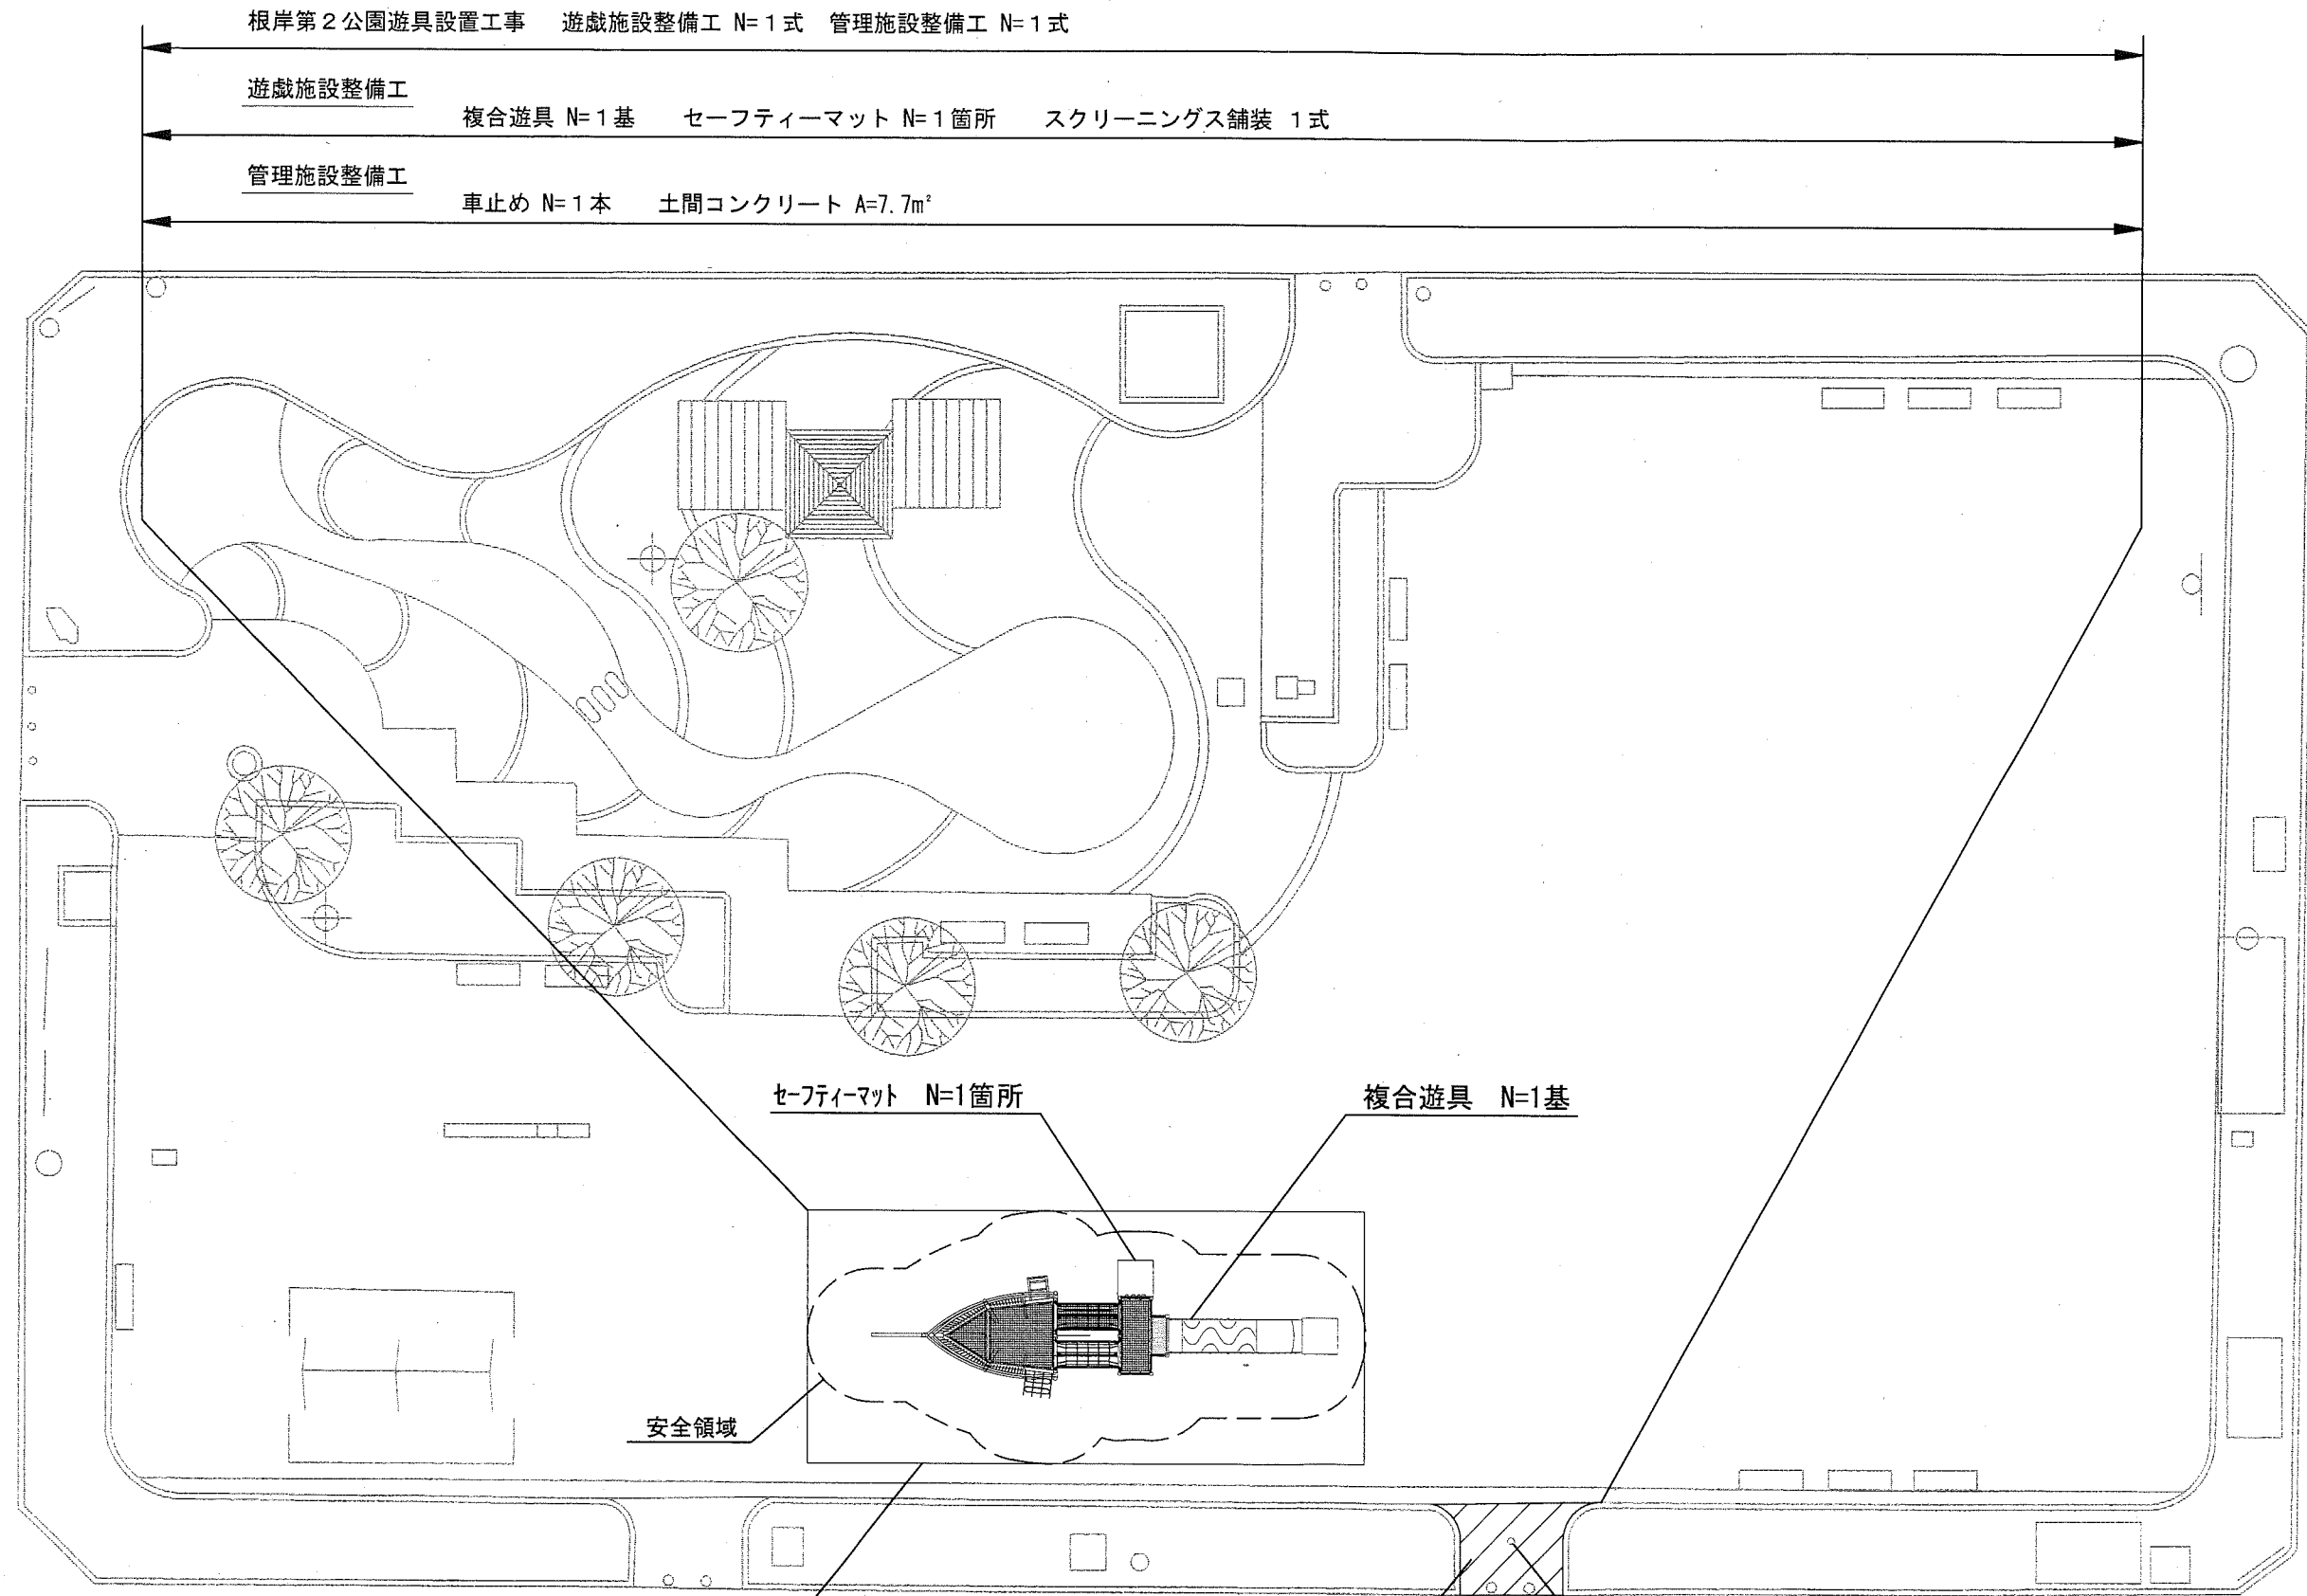 根岸第2公園遊具設置工事　遊戯施設整備工 N=1式　管理施設整備工 N=1式
遊戯施設整備工
複合遊具 N=1基　セーフティーマット N=1箇所　スクリーニングス舗装 1式
管理施設整備工
車止め N=1本　土間コンクリート A=7.7㎡
ｾｰﾌﾃｨｰﾏｯﾄ　N=1箇所
複合遊具　N=1基
安全領域